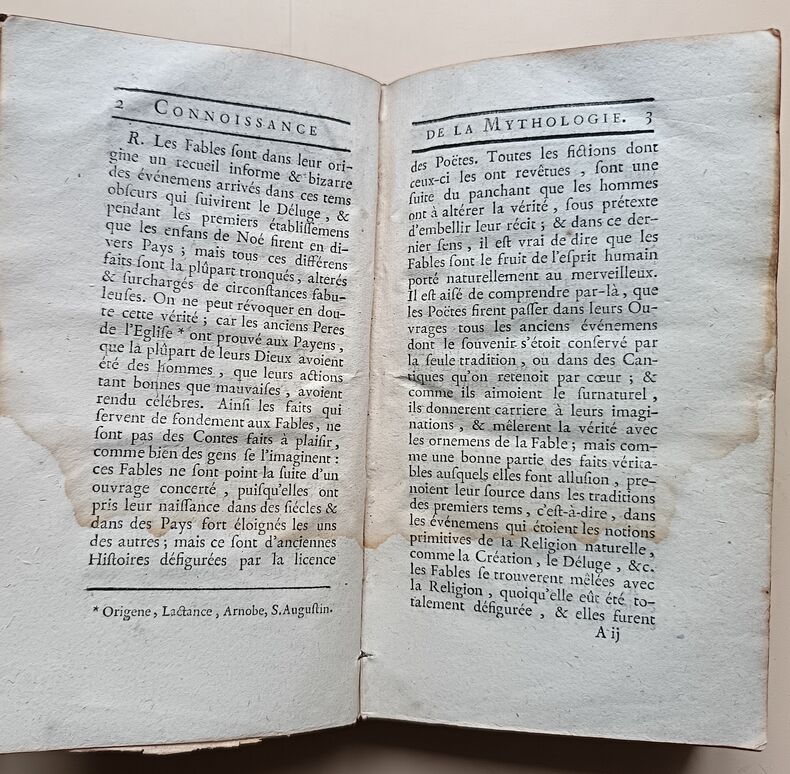 2 CONNOISSANCE
R. Les Fables ſont dans leur ori-
gine un recueil informe & bizarre
des événemens arrivés dans ces tems
obſcurs qui ſuivirent le Déluge, &
pendant les premiers établiſſemens
que les enfans de Noé firent en di-
vers Pays ; mais tous ces différens
faits ſont la plûpart tronqués, altérés
& ſurchargés de circonſtances fabu-
leuſes. On ne peut révoquer en dou-
te cette vérité ; car les anciens Peres
de l'Egliſe * ont prouvé aux Payens,
que la plûpart de leurs Dieux avoient
été des hommes, que leurs actions
tant bonnes que mauvaiſes, avoient
rendu célébres. Ainſi les faits qui
ſervent de fondement aux Fables, ne
ſont pas des Contes faits à plaiſir,
comme bien des gens ſe l'imaginent :
ces Fables ne ſont point la ſuite d'un
ouvrage concerté, puiſqu'elles ont
pris leur naiſſance dans des ſiécles &
dans des Pays fort éloignés les uns
des autres ; mais ce ſont d'anciennes
Hiſtoires défigurées par la licence
* Origene, Lactance, Arnobe, S. Auguſtin.
DE LA MYTHOLOGIE. 3
des Poëtes. Toutes les fictions dont
ceux-ci les ont revêtues, ſont une
ſuite du panchant que les hommes
ont à altérer la vérité, ſous prétexte
d'embellir leur récit ; & dans ce der-
nier ſens, il eſt vrai de dire que les
Fables ſont le fruit de l'eſprit humain
porté naturellement au merveilleux.
Il eſt aiſé de comprendre par-là, que
les Poëtes firent paſſer dans leurs Ou-
vrages tous les anciens événemens
dont le ſouvenir s'étoit conſervé par
la ſeule tradition, ou dans des Can-
tiques qu'on retenoit par cœur ; &
comme ils aimoient le ſurnaturel,
ils donnerent carriere à leurs imagi-
nations, & mêlerent la vérité avec
les ornemens de la Fable ; mais com-
me une bonne partie des faits vérita-
bles auſquels elles font alluſion, pre-
noient leur ſource dans les traditions
des premiers tems, c'eſt-à-dire, dans
les événemens qui étoient les notions
primitives de la Religion naturelle,
comme la Création, le Déluge, &c.
les Fables ſe trouverent mêlées avec
la Religion, quoiqu'elle eût été to-
talement défigurée, & elles furent
A ij